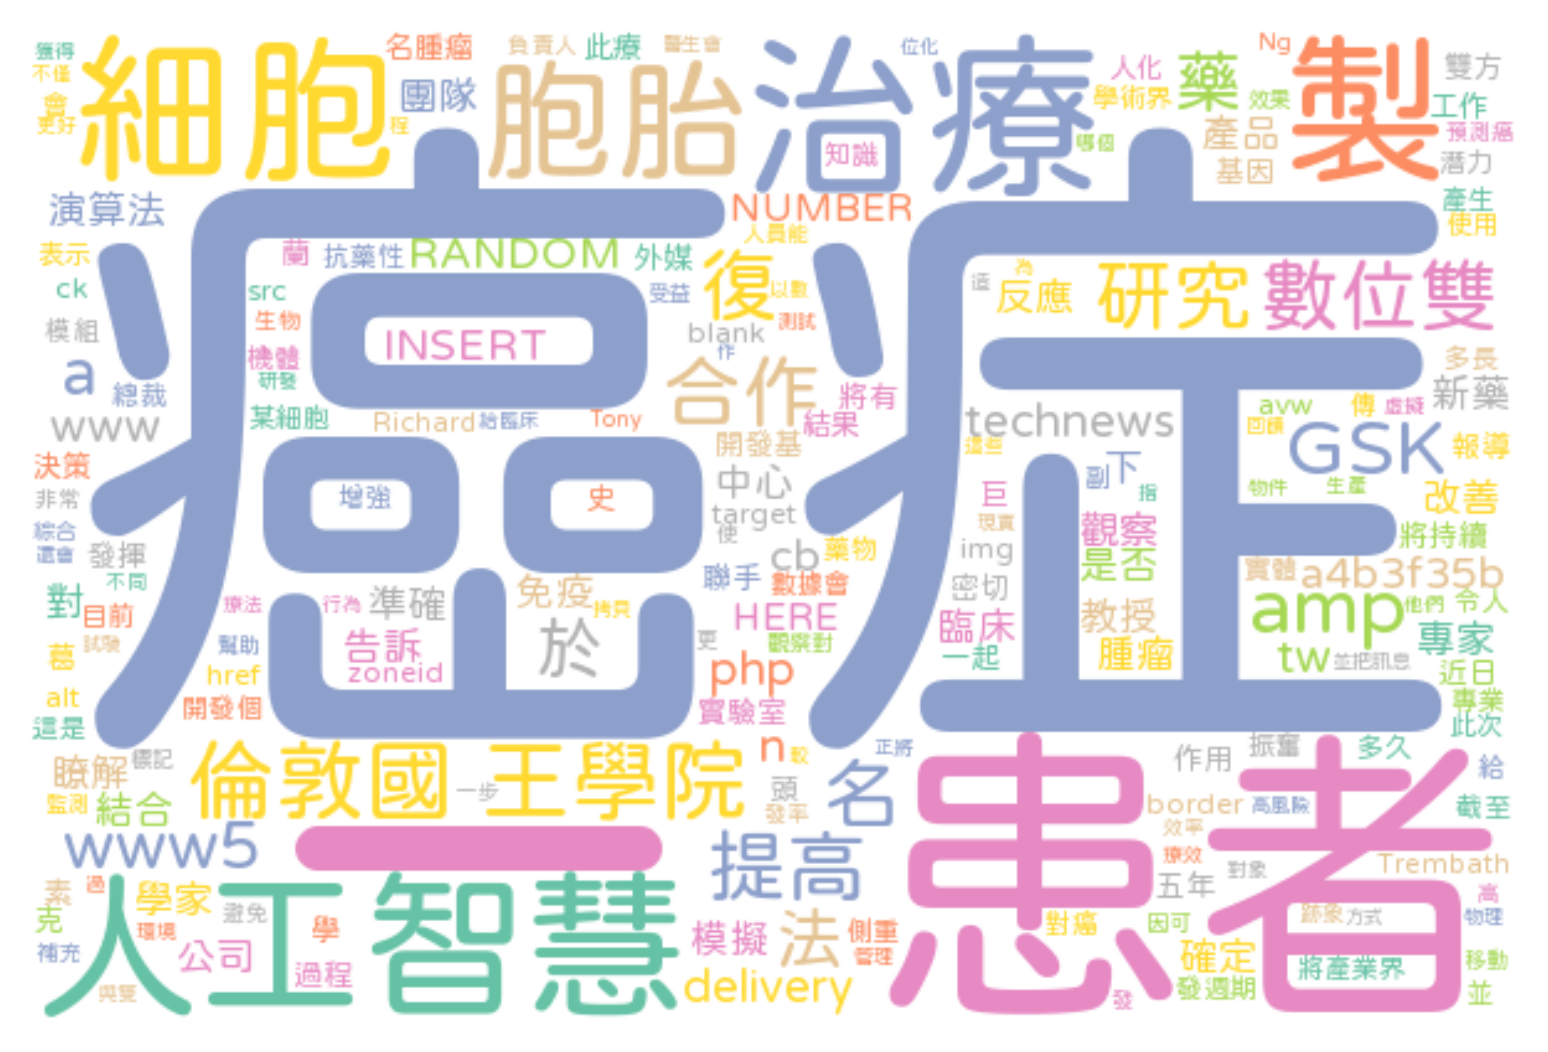 獲得
不僅
會
更好
細胞
程
名腫瘤
團隊
負責人
此療
醫生會
胞胎
治療
知識
位化
人化
學術界
哪個
藥
效果
產品
基因
Ng
製
雙方
工作
預測癌
潛力
產生
使用
演算法
表示
ck
模組
a
總裁
www
決策
非常
綜合
還會
發揮
不同
對
目前
葛
試驗
alt
這是
癌症
NUMBER
人員能
蘭
抗藥性
RANDOM
外媒
src
生物
機體
研發
某細胞
INSERT
受益
復
以數
測試
blank
作
合作
將有
結果
Richard
給臨床
Tony
開發基
中心
target
使
cb
藥物
增強
史
聯手
數據會
HERE
觀察對
更
php
實驗室
療法
行為
準確
免疫
拷貝
於
幫助
告訴
zoneid
href
開發個
這
為
反應
研究
數位雙
多長
新藥
technews
這些
avw
傳
虛擬
回饋
GSK
報導
副
下
指
物件
生產
改善
巨
現實
觀察
將持續
img
是否
密切
實體
a4b3f35b
教授
amp
他們
令人
臨床
專家
一起
腫瘤
tw
並把訊息
近日
專業
此次
瞭解
標記
監測
結合
倫敦國王學院
一步
n
較
頭
發率
正將
名
作用
振奮
多久
給
border
高風險
截至
效率
療效
對象
Trembath
五年
www5
一
提高
患者
高
跡象
方式
物理
素
過
克
學家
環境
避免
學
補充
公司
過程
與雙
人工智慧
模擬
法
側重
管理
delivery
對癌
因可
確定
將產業界
移動
發
發週期
並